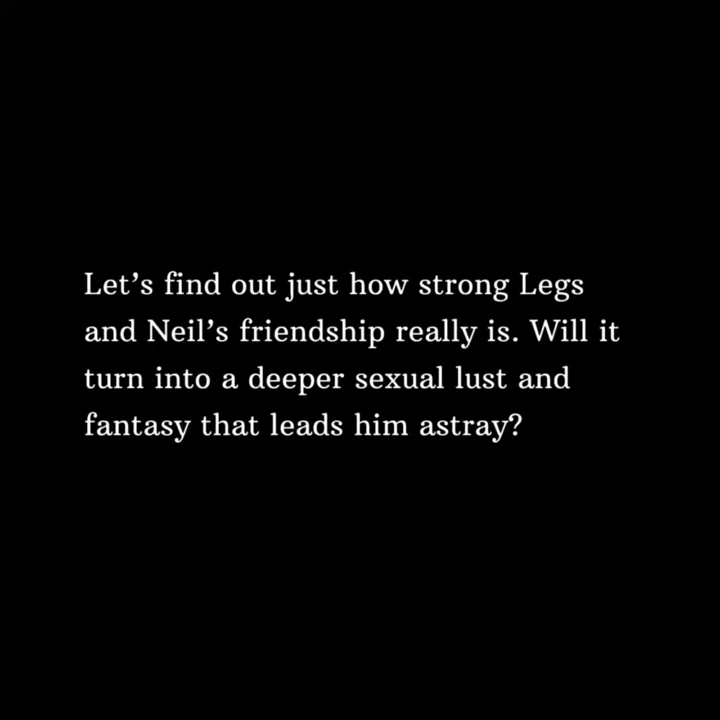 Let’s find out just how strong Legs
and Neil’s friendship really is. Will it
turn into a deeper sexual lust and
fantasy that leads him astray?